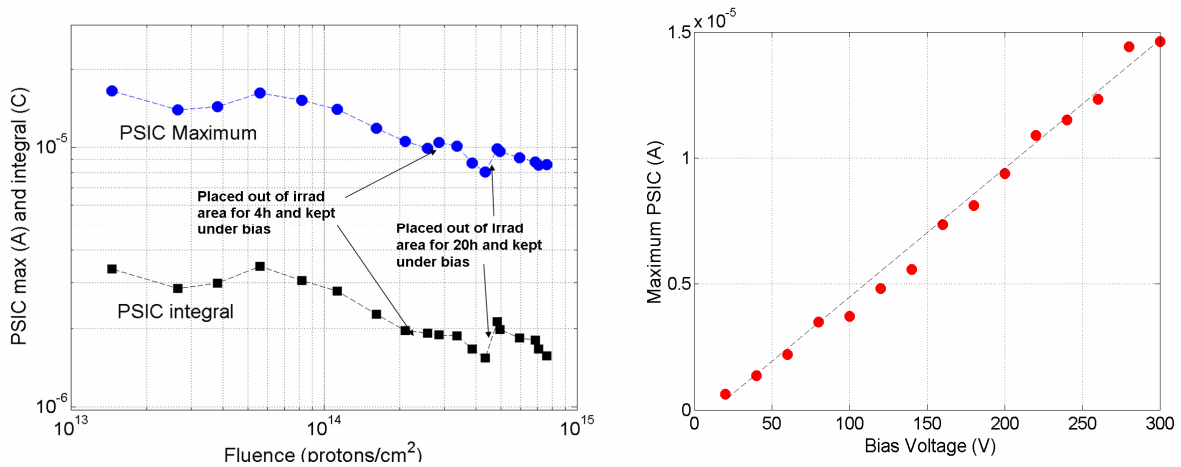 PSIC max (A) and integral (C)
10^-5
10^-6
PSIC Maximum
Placed out of irrad
area for 4h and kept
under bias
Placed out of Irrad
area for 20h and kept
under bias
PSIC integral
10^13
10^14
10^15
Fluence (protons/cm^2)
Maximum PSIC (A)
x 10^-5
1.5
1
0.5
0
0
50
100
150
200
250
300
Bias Voltage (V)